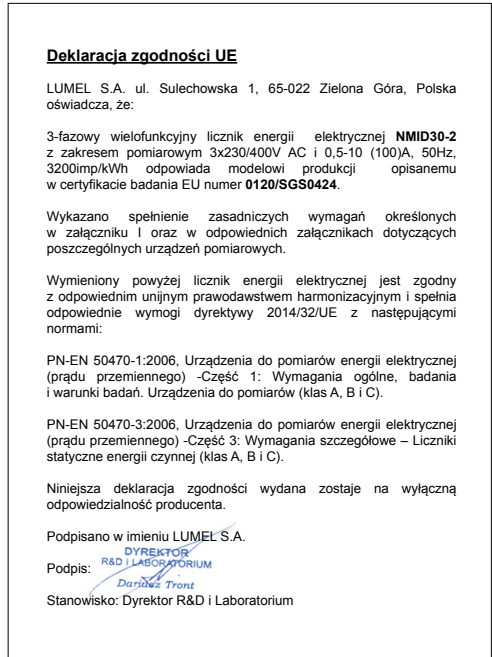 Deklaracja zgodności UE
LUMEL S.A. ul. Sulechowska 1, 65-022 Zielona Góra, Polska
oświadcza, że:
3-fazowy wielofunkcyjny licznik energii elektrycznej NMID30-2
z zakresem pomiarowym 3x230/400V AC i 0,5-10 (100)A, 50Hz,
3200imp/kWh odpowiada modelowi produkcji opisanemu
w certyfikacie badania EU numer 0120/SGS0424.
Wykazano spełnienie zasadniczych wymagań określonych
w załączniku I oraz w odpowiednich załącznikach dotyczących
poszczególnych urządzeń pomiarowych.
Wymieniony powyżej licznik energii elektrycznej jest zgodny
z odpowiednim unijnym prawodawstwem harmonizacyjnym i spełnia
odpowiednie wymogi dyrektywy 2014/32/UE z następującymi
normami:
PN-EN 50470-1:2006, Urządzenia do pomiarów energii elektrycznej
(prądu przemiennego) -Część 1: Wymagania ogólne, badania
i warunki badań. Urządzenia do pomiarów (klas A, B i C).
PN-EN 50470-3:2006, Urządzenia do pomiarów energii elektrycznej
(prądu przemiennego) -Część 3: Wymagania szczegółowe – Liczniki
statyczne energii czynnej (klas A, B i C).
Niniejsza deklaracja zgodności wydana zostaje na wyłączną
odpowiedzialność producenta.
Podpisano w imieniu LUMEL S.A.
DYREKTOR
R&D i LABORATORIUM
Podpis:
Dariusz Tront
Stanowisko: Dyrektor R&D i Laboratorium